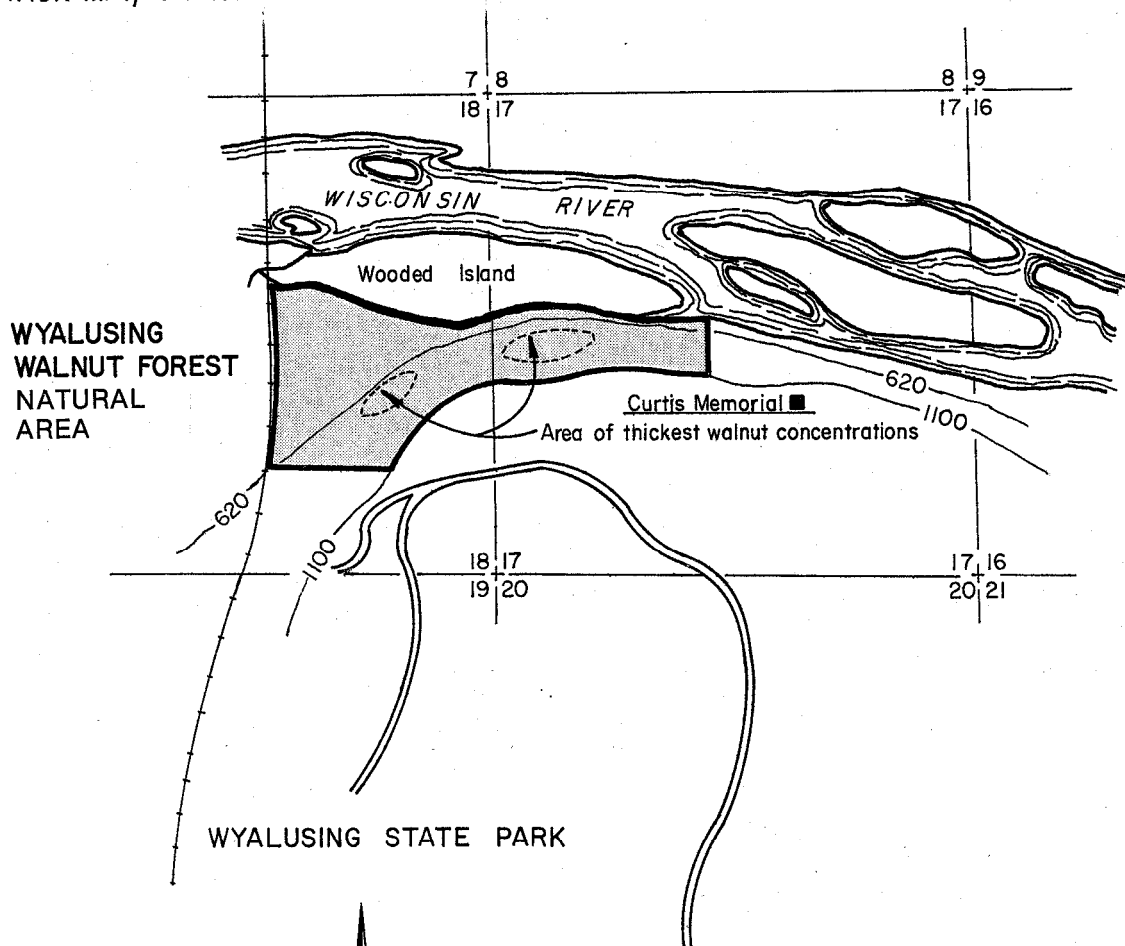 7 8
18 17
8 9
17 16
WISCONSIN RIVER
Wooded Island
WYALUSING
WALNUT FOREST
NATURAL
AREA
620
1100
Curtis Memorial
Area of thickest walnut concentrations
620
1100
18 17
19 20
17 16
20 21
WYALUSING STATE PARK